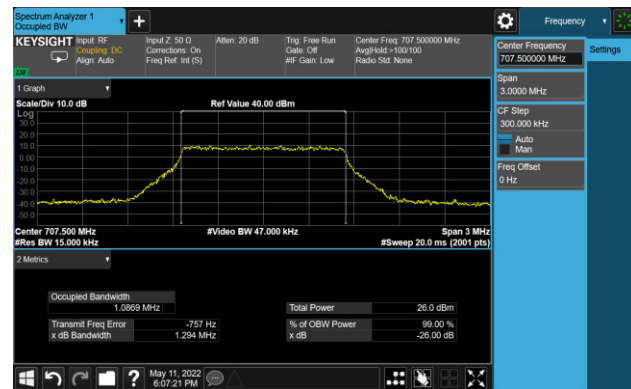 Spectrum Analyzer 1
Occupied BW
Frequency
KEYSIGHT
Input: RF
Coupling: DC
Align: Auto
Input Z: 50 Ω
Corrections: On
Freq Ref: Int (S)
Atten: 20 dB
Trig: Free Run
Gate: Off
#IF Gain: Low
Center Freq: 707.500000 MHz
Avg|Hold:>100/100
Radio Std: None
Center Frequency
707.500000 MHz
Settings
Span
3.0000 MHz
CF Step
300.000 kHz
Auto
Man
Freq Offset
0 Hz
1 Graph
Scale/Div 10.0 dB
Ref Value 40.00 dBm
Log
30.0
20.0
10.0
0.00
-10.0
-20.0
-30.0
-40.0
-50.0
Center 707.500 MHz
#Video BW 47.000 kHz
Span 3 MHz
#Res BW 15.000 kHz
#Sweep 20.0 ms (2001 pts)
2 Metrics
Occupied Bandwidth
1.0869 MHz
Total Power 26.0 dBm
Transmit Freq Error -757 Hz
% of OBW Power 99.00 %
x dB Bandwidth 1.294 MHz
x dB -26.00 dB
?
May 11, 2022
6:07:21 PM